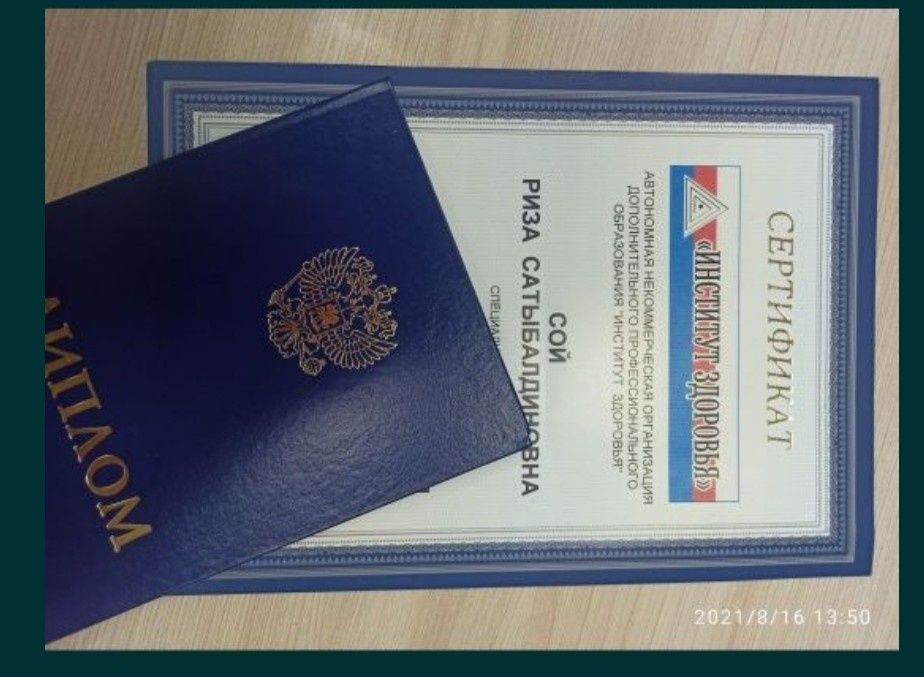 СЕРТИФИКАТ
«ИНСТИТУТ ЗДОРОВЬЯ»
АВТОНОМНАЯ НЕКОММЕРЧЕСКАЯ ОРГАНИЗАЦИЯ
ДОПОЛНИТЕЛЬНОГО ПРОФЕССИОНАЛЬНОГО
ОБРАЗОВАНИЯ "ИНСТИТУТ ЗДОРОВЬЯ"
СОЙ
РИЗА САТЫБАЛДИНОВНА
2021/8/16 13:50